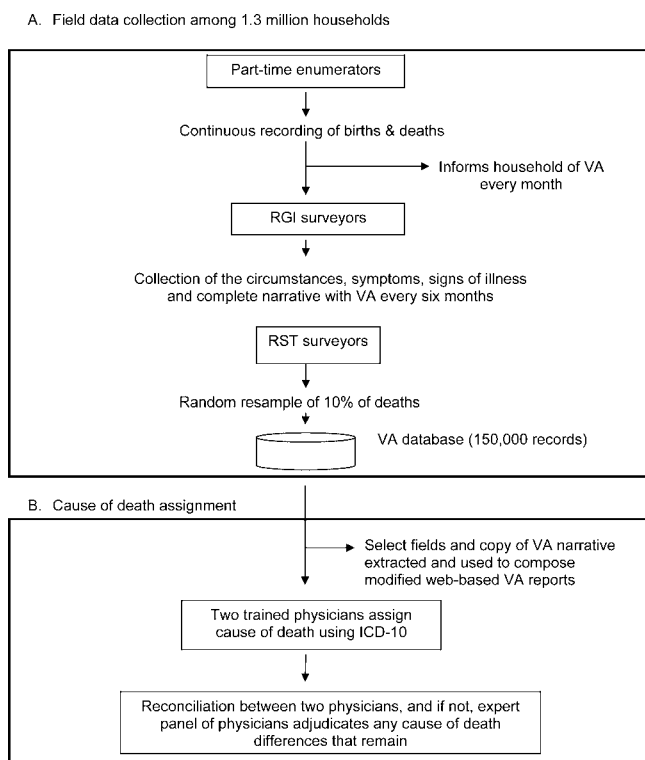 A. Field data collection among 1.3 million households
Part-time enumerators
Continuous recording of births & deaths
Informs household of VA
every month
RGI surveyors
Collection of the circumstances, symptoms, signs of illness
and complete narrative with VA every six months
RST surveyors
Random resample of 10% of deaths
VA database (150,000 records)
B. Cause of death assignment
Select fields and copy of VA narrative
extracted and used to compose
modified web-based VA reports
Two trained physicians assign
cause of death using ICD-10
Reconciliation between two physicians, and if not, expert
panel of physicians adjudicates any cause of death
differences that remain